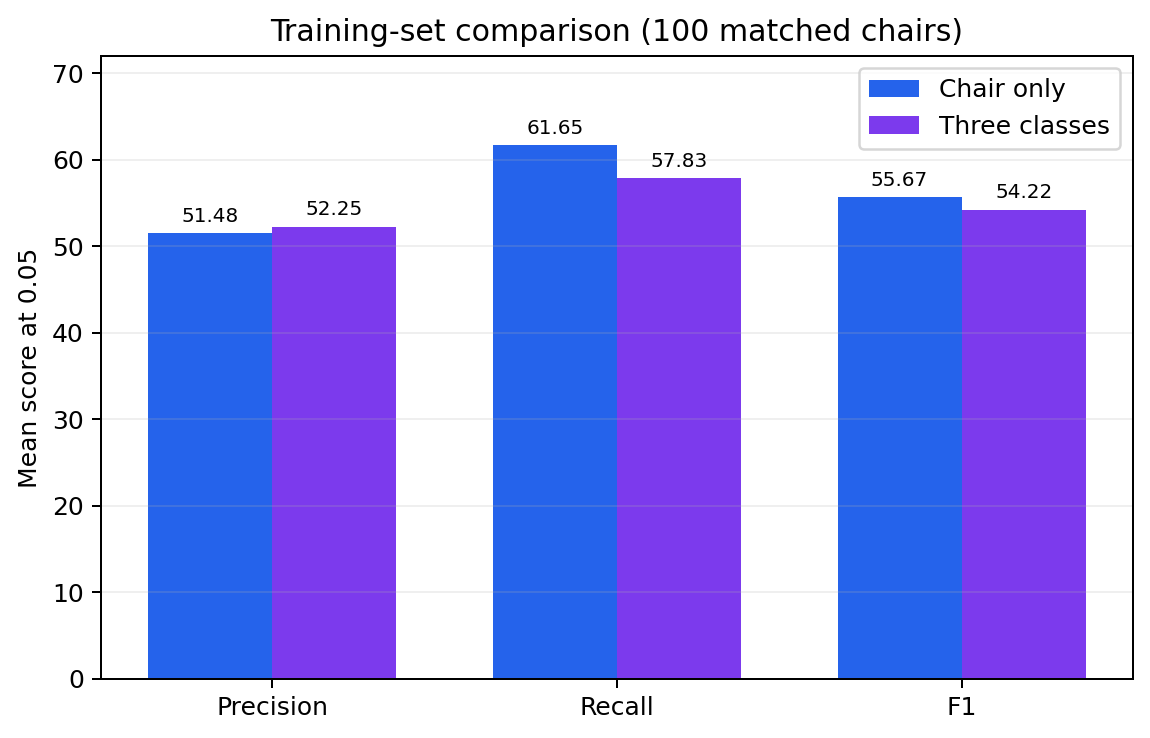 Training-set comparison (100 matched chairs)
Chair only
Three classes
Mean score at 0.05
70
60
50
40
30
20
10
0
51.48
52.25
61.65
57.83
55.67
54.22
Precision
Recall
F1